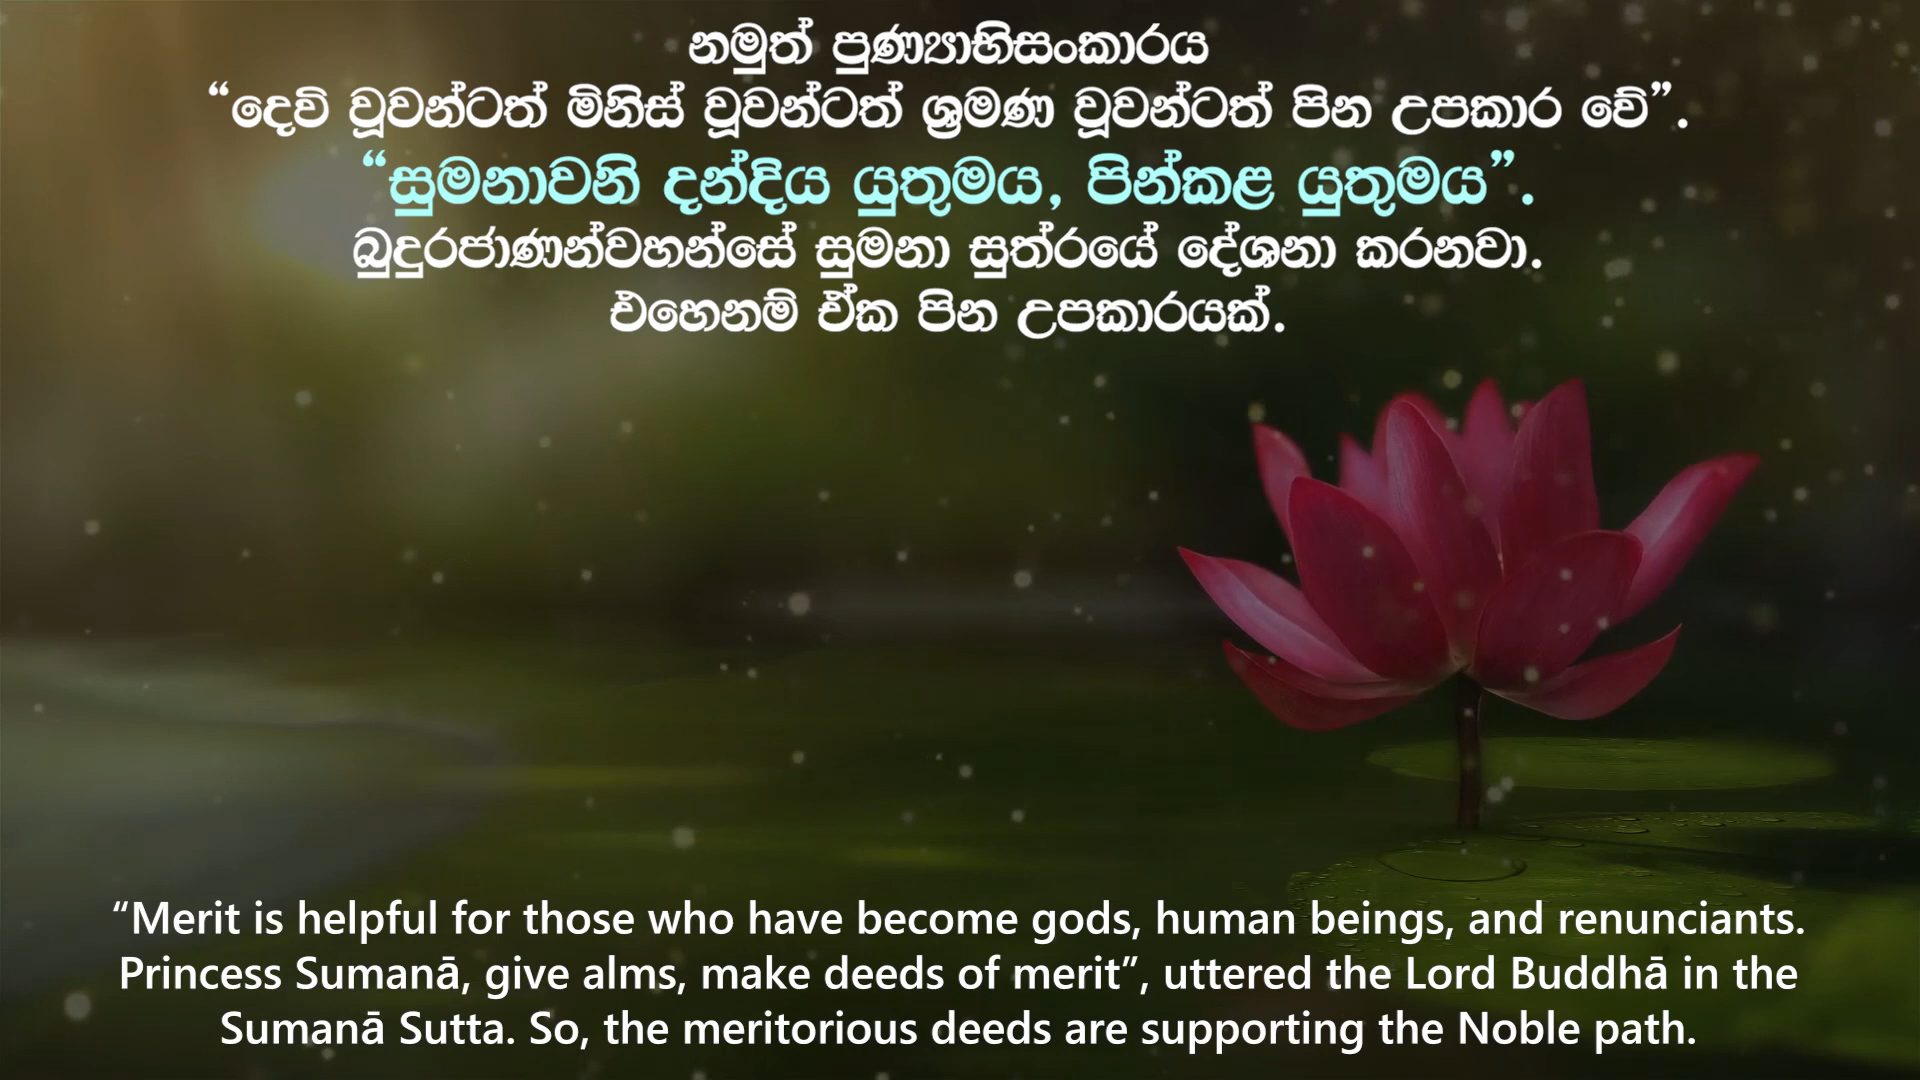 නමුත් පුණ්‍යාභිසංකාරය
“දෙවි වූවන්ටත් මිනිස් වූවන්ටත් ශ්‍රමණ වූවන්ටත් පින උපකාර වේ”.
“සුමනාවනි දන්දිය යුතුමය, පින්කළ යුතුමය”.
බුදුරජාණන්වහන්සේ සුමනා සුත්රයේ දේශනා කරනවා.
එහෙනම් ඒක පින උපකාරයක්.
“Merit is helpful for those who have become gods, human beings, and renunciants.
Princess Sumanā, give alms, make deeds of merit”, uttered the Lord Buddhā in the
Sumanā Sutta. So, the meritorious deeds are supporting the Noble path.